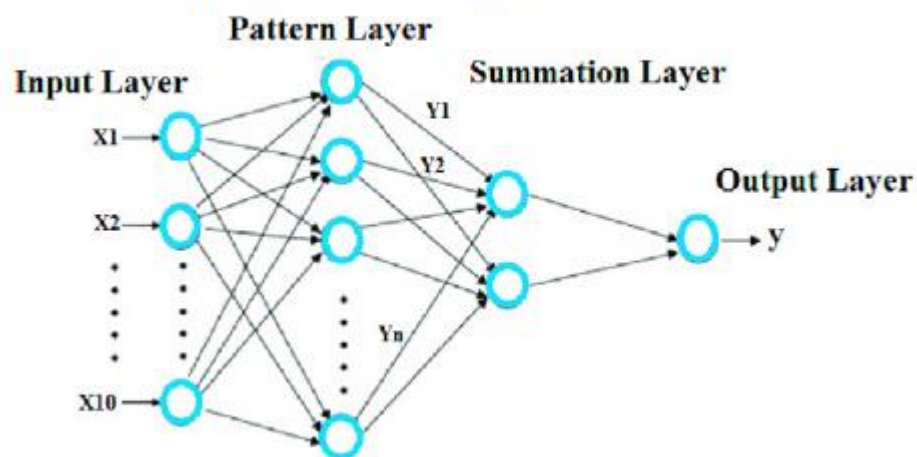 Pattern Layer
Input Layer
Summation Layer
X1
Y1
Y2
Output Layer
X2
y
Yn
X10